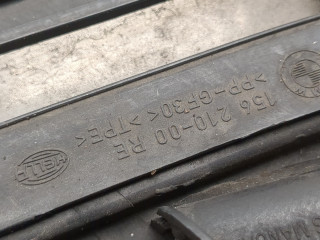 156 210-00 RE
>PP-GF30< >TPE<
HELLA